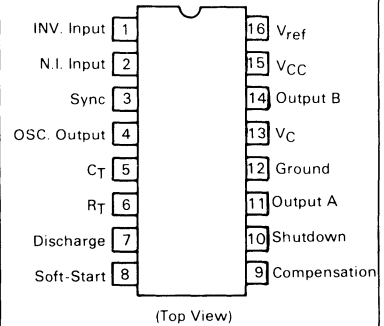 INV. Input 1 16 Vref
N.I. Input 2 15 VCC
Sync 3 14 Output B
OSC. Output 4 13 VC
CT 5 12 Ground
RT 6 11 Output A
Discharge 7 10 Shutdown
Soft-Start 8 9 Compensation
(Top View)